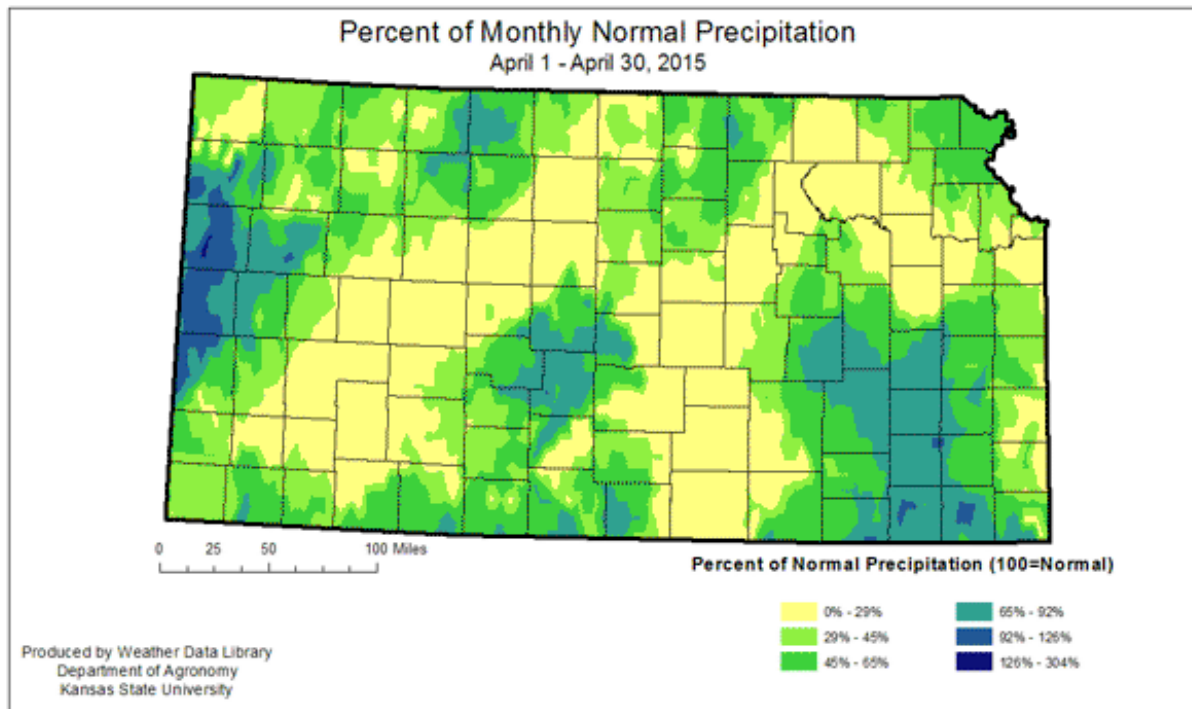 Percent of Monthly Normal Precipitation
April 1 - April 30, 2015
0 25 50 100 Miles
Percent of Normal Precipitation (100=Normal)
0% - 29%
29% - 45%
45% - 65%
65% - 92%
92% - 126%
126% - 304%
Produced by Weather Data Library
Department of Agronomy
Kansas State University